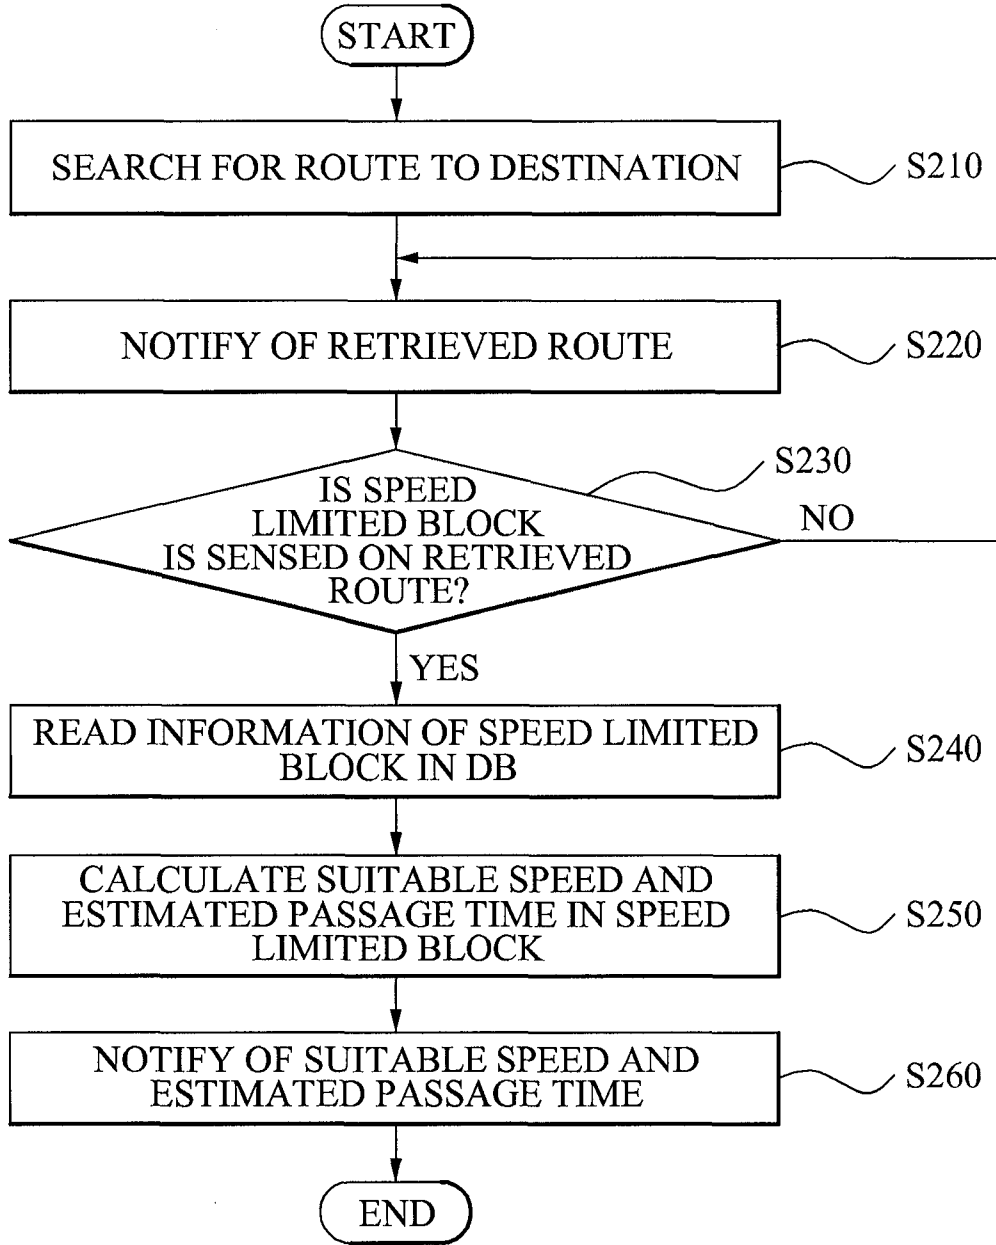 START
SEARCH FOR ROUTE TO DESTINATION
S210
NOTIFY OF RETRIEVED ROUTE
S220
S230
IS SPEED
LIMITED BLOCK
IS SENSED ON RETRIEVED
ROUTE?
NO
YES
READ INFORMATION OF SPEED LIMITED
BLOCK IN DB
S240
CALCULATE SUITABLE SPEED AND
ESTIMATED PASSAGE TIME IN SPEED
LIMITED BLOCK
S250
NOTIFY OF SUITABLE SPEED AND
ESTIMATED PASSAGE TIME
S260
END